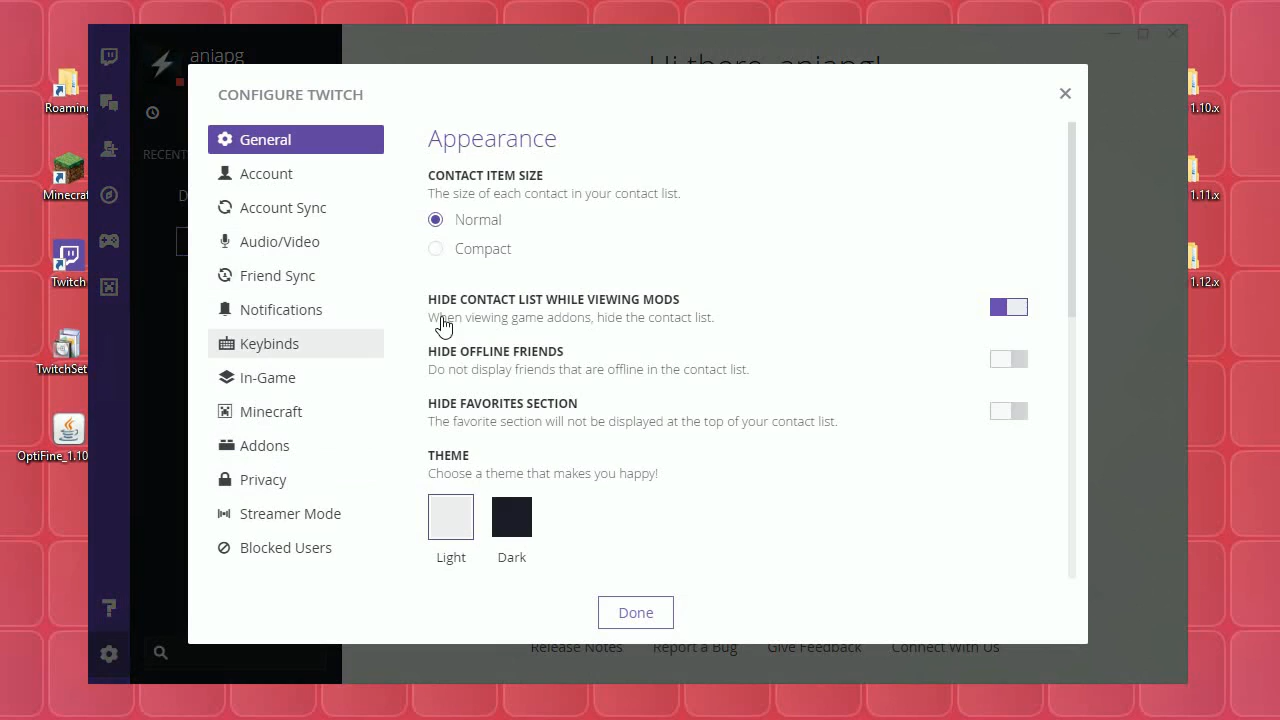 aniapg
Hi there, aniapg!
CONFIGURE TWITCH
RECENT
General
Account
Account Sync
Audio/Video
Friend Sync
Notifications
Keybinds
In-Game
Minecraft
Addons
Privacy
Streamer Mode
Blocked Users
Appearance
CONTACT ITEM SIZE
The size of each contact in your contact list.
Normal
Compact
HIDE CONTACT LIST WHILE VIEWING MODS
When viewing game addons, hide the contact list.
HIDE OFFLINE FRIENDS
Do not display friends that are offline in the contact list.
HIDE FAVORITES SECTION
The favorite section will not be displayed at the top of your contact list.
THEME
Choose a theme that makes you happy!
Light
Dark
Done
Release Notes
Report a Bug
Give Feedback
Connect With Us
Roaming
Minecraf
Twitch
TwitchSet
OptiFine_1.10
1.10.x
1.11.x
1.12.x